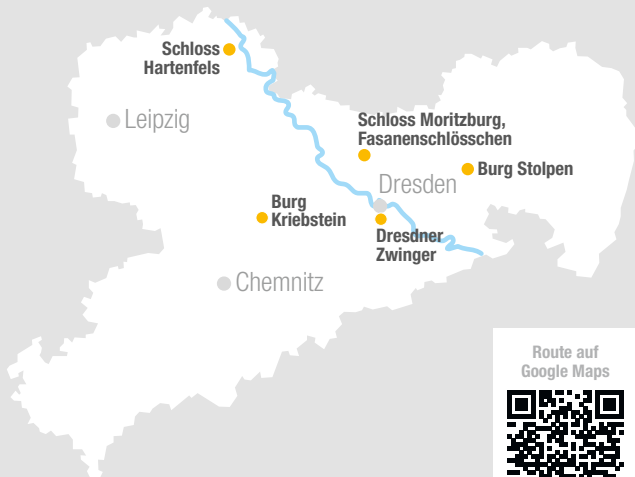 Schloss
Hartenfels
Leipzig
Schloss Moritzburg,
Fasanenschlösschen
Burg Stolpen
Dresden
Burg
Kriebstein
Dresdner
Zwinger
Chemnitz
Route auf
Google Maps